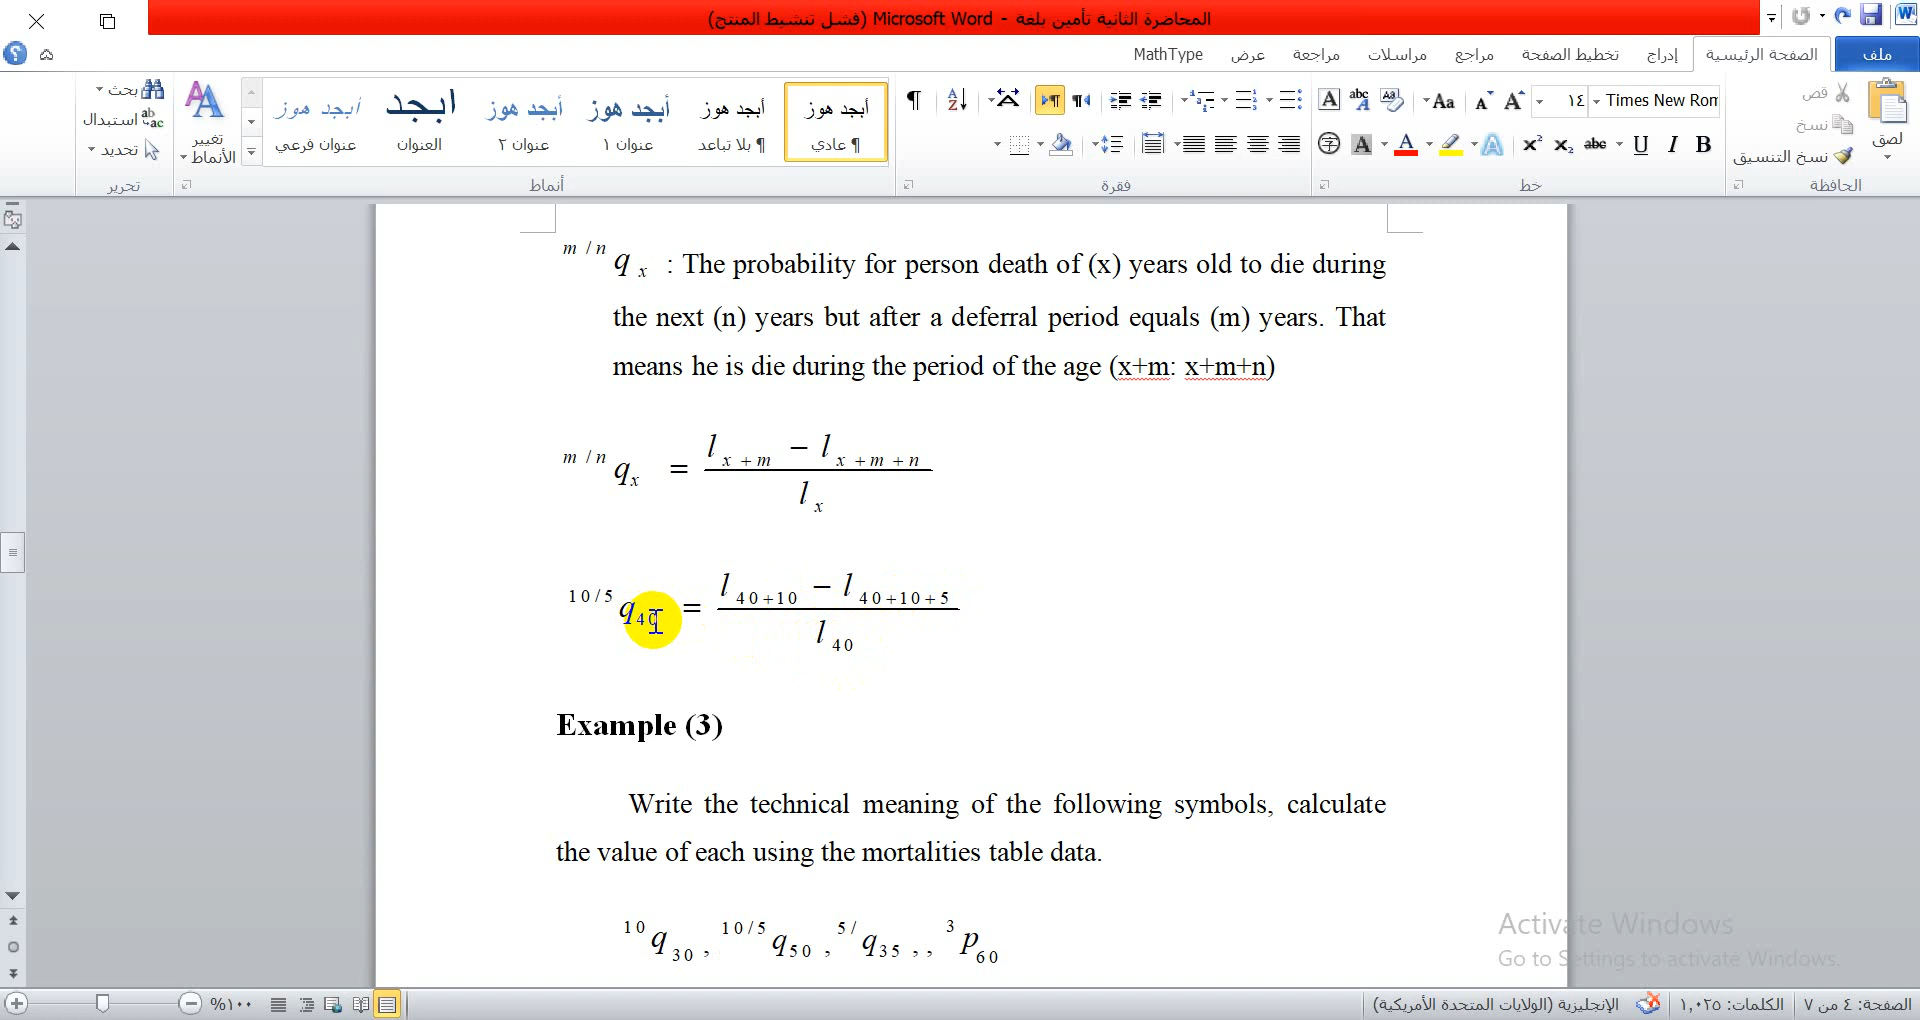 المحاضرة الثانية تأمين بلغة - Microsoft Word (فشل تنشيط المنتج)
ملف الصفحة الرئيسية إدراج تخطيط الصفحة مراجع مراسلات مراجعة عرض MathType
لصق قص نسخ نسخ التنسيق الحافظة
Times New Rom ١٤ خط
فقرة
أبجد هوز أبجد هوز أبجد هوز أبجد هوز أبجد أبجد هوز
¶ عادي ¶ بلا تباعد عنوان ١ عنوان ٢ العنوان عنوان فرعي
أنماط
تغيير الأنماط
بحث استبدال تحديد
تحرير
m / n q x : The probability for person death of (x) years old to die during
the next (n) years but after a deferral period equals (m) years. That
means he is die during the period of the age (x+m: x+m+n)
m / n q x = l x + m − l x + m + n / l x
10/5 q 40 = l 40+10 − l 40+10+5 / l 40
Example (3)
Write the technical meaning of the following symbols, calculate
the value of each using the mortalities table data.
10 q 30 , 10/5 q 50 , 5/ q 35 , , 3 p 60
Activate Windows
Go to Settings to activate Windows.
الصفحة: ٤ من ٧ الكلمات: ١,٠٢٥ الإنجليزية (الولايات المتحدة الأمريكية) ١٠٠%